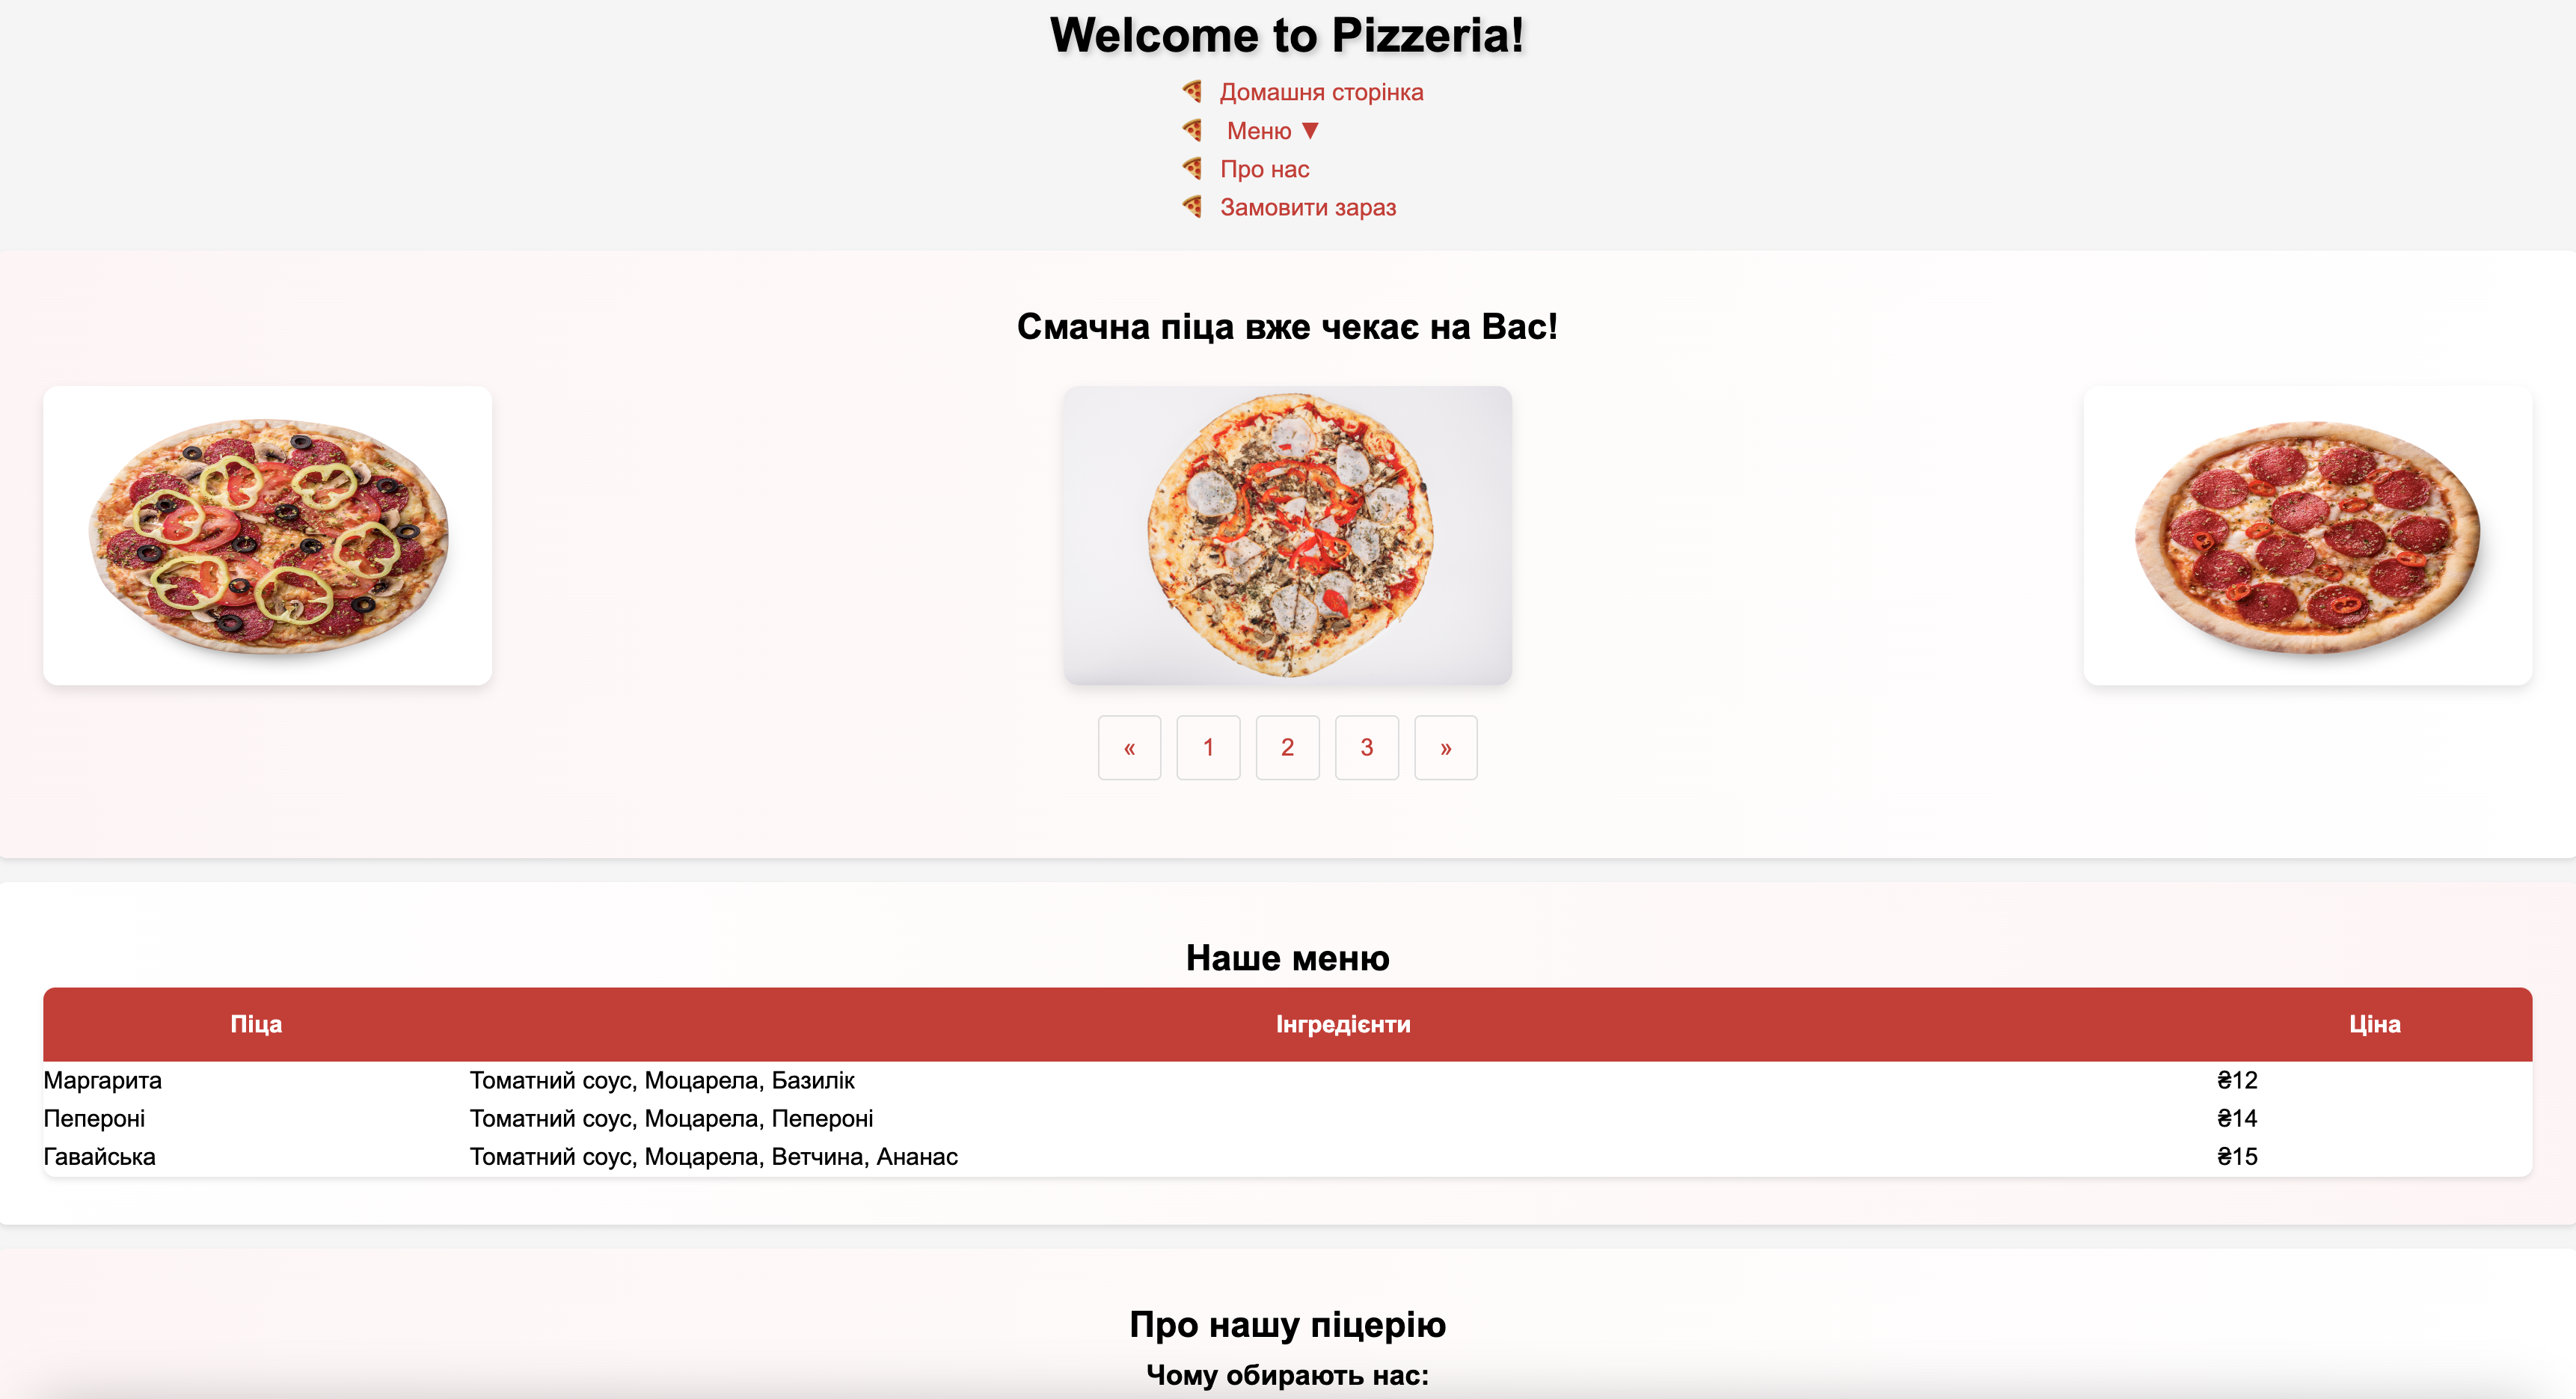 Welcome to Pizzeria!
Домашня сторінка
Меню ▼
Про нас
Замовити зараз
Смачна піца вже чекає на Вас!
« 1 2 3 »
Наше меню
Піца Інгредієнти Ціна
Маргарита Томатний соус, Моцарела, Базилік ₴12
Пепероні Томатний соус, Моцарела, Пепероні ₴14
Гавайська Томатний соус, Моцарела, Ветчина, Ананас ₴15
Про нашу піцерію
Чому обирають нас: